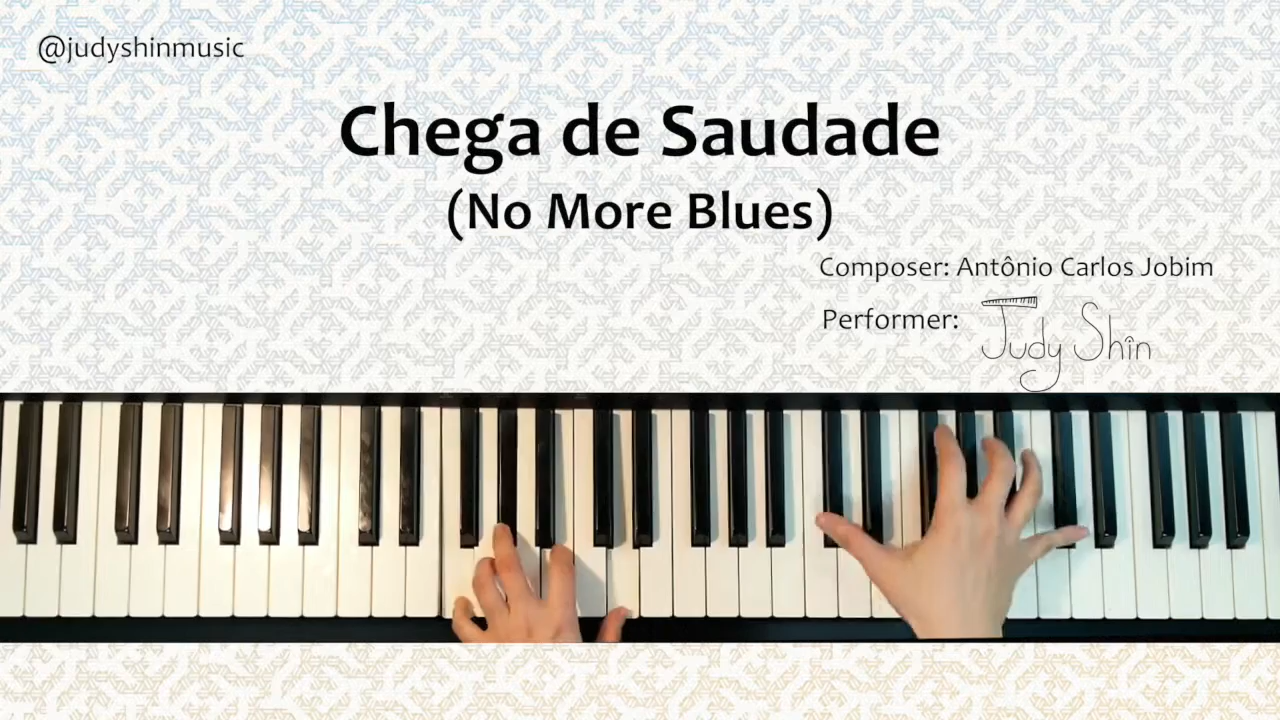 @judyshinmusic
Chega de Saudade
(No More Blues)
Composer: Antônio Carlos Jobim
Performer: Judy Shin